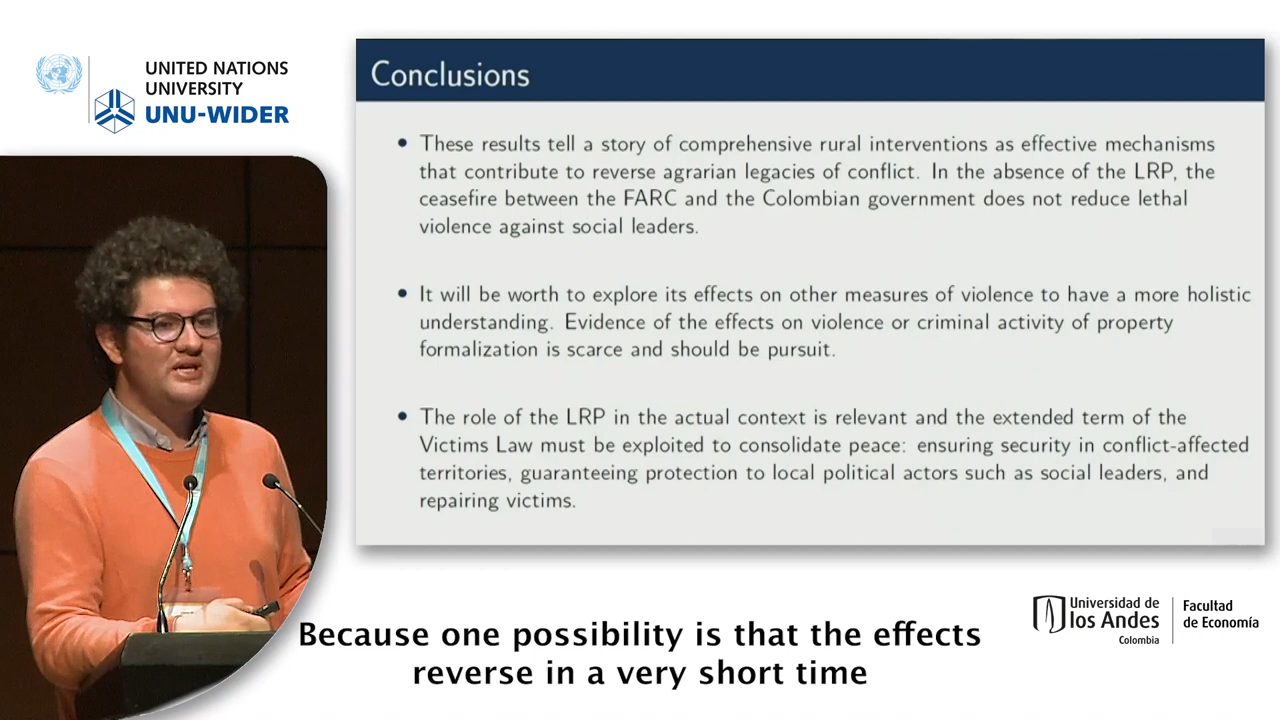 UNITED NATIONS
UNIVERSITY
UNU-WIDER
Conclusions
• These results tell a story of comprehensive rural interventions as effective mechanisms
that contribute to reverse agrarian legacies of conflict. In the absence of the LRP, the
ceasefire between the FARC and the Colombian government does not reduce lethal
violence against social leaders.
• It will be worth to explore its effects on other measures of violence to have a more holistic
understanding. Evidence of the effects on violence or criminal activity of property
formalization is scarce and should be pursuit.
• The role of the LRP in the actual context is relevant and the extended term of the
Victims Law must be exploited to consolidate peace: ensuring security in conflict-affected
territories, guaranteeing protection to local political actors such as social leaders, and
repairing victims.
Universidad de
los Andes
Colombia
Facultad
de Economía
Because one possibility is that the effects
reverse in a very short time